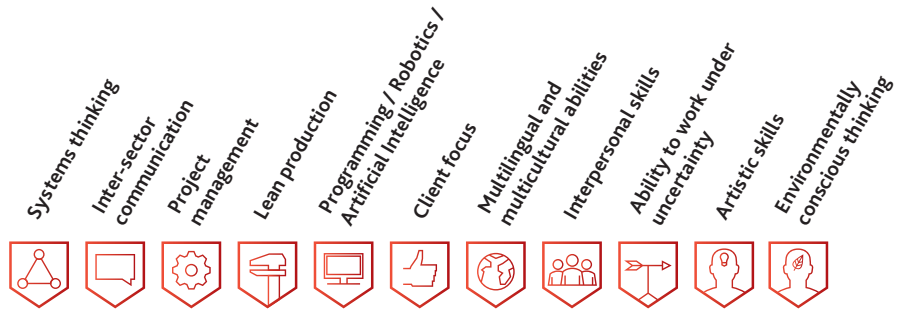 Systems thinking
Inter-sector
communication
Project
management
Lean production
Programming / Robotics /
Artificial Intelligence
Client focus
Multilingual and
multicultural abilities
Interpersonal skills
Ability to work under
uncertainty
Artistic skills
Environmentally
conscious thinking